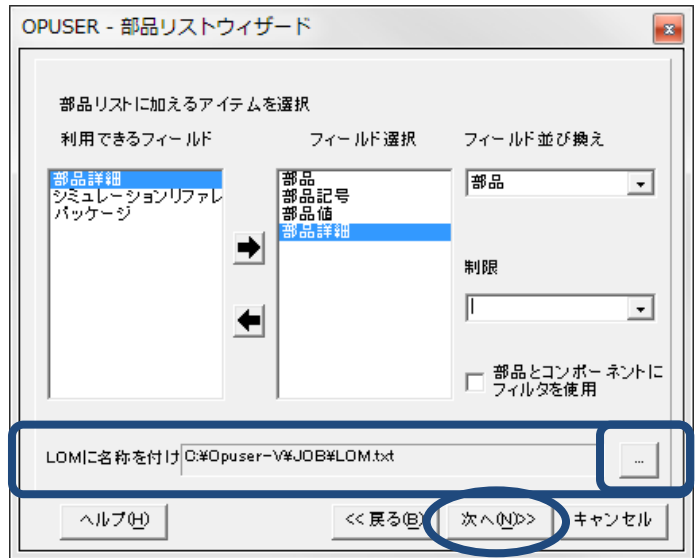 OPUSER - 部品リストウィザード
部品リストに加えるアイテムを選択
利用できるフィールド
フィールド選択
フィールド並び換え
部品詳細
シミュレーションリファレ
パッケージ
部品
部品記号
部品値
部品詳細
部品
制限
部品とコンポーネントに
フィルタを使用
LOMに名称を付け C:¥Opuser-V¥JOB¥LOM.txt
...
ヘルプ(H)
<< 戻る(B)
次へ(N)>>
キャンセル